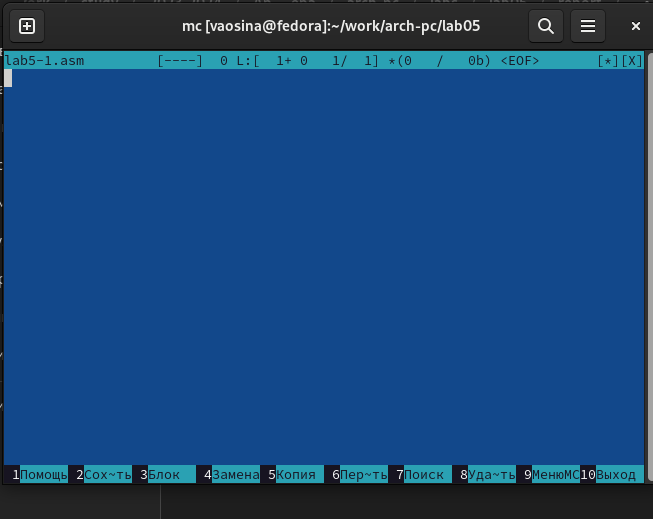 mc [vaosina@fedora]:~/work/arch-pc/lab05
lab5-1.asm [----] 0 L:[ 1+ 0 1/ 1] *(0 / 0b) <EOF> [*][X]
1Помощь 2Сох~ть 3Блок 4Замена 5Копия 6Пер~ть 7Поиск 8Уда~ть 9МенюMC 10Выход